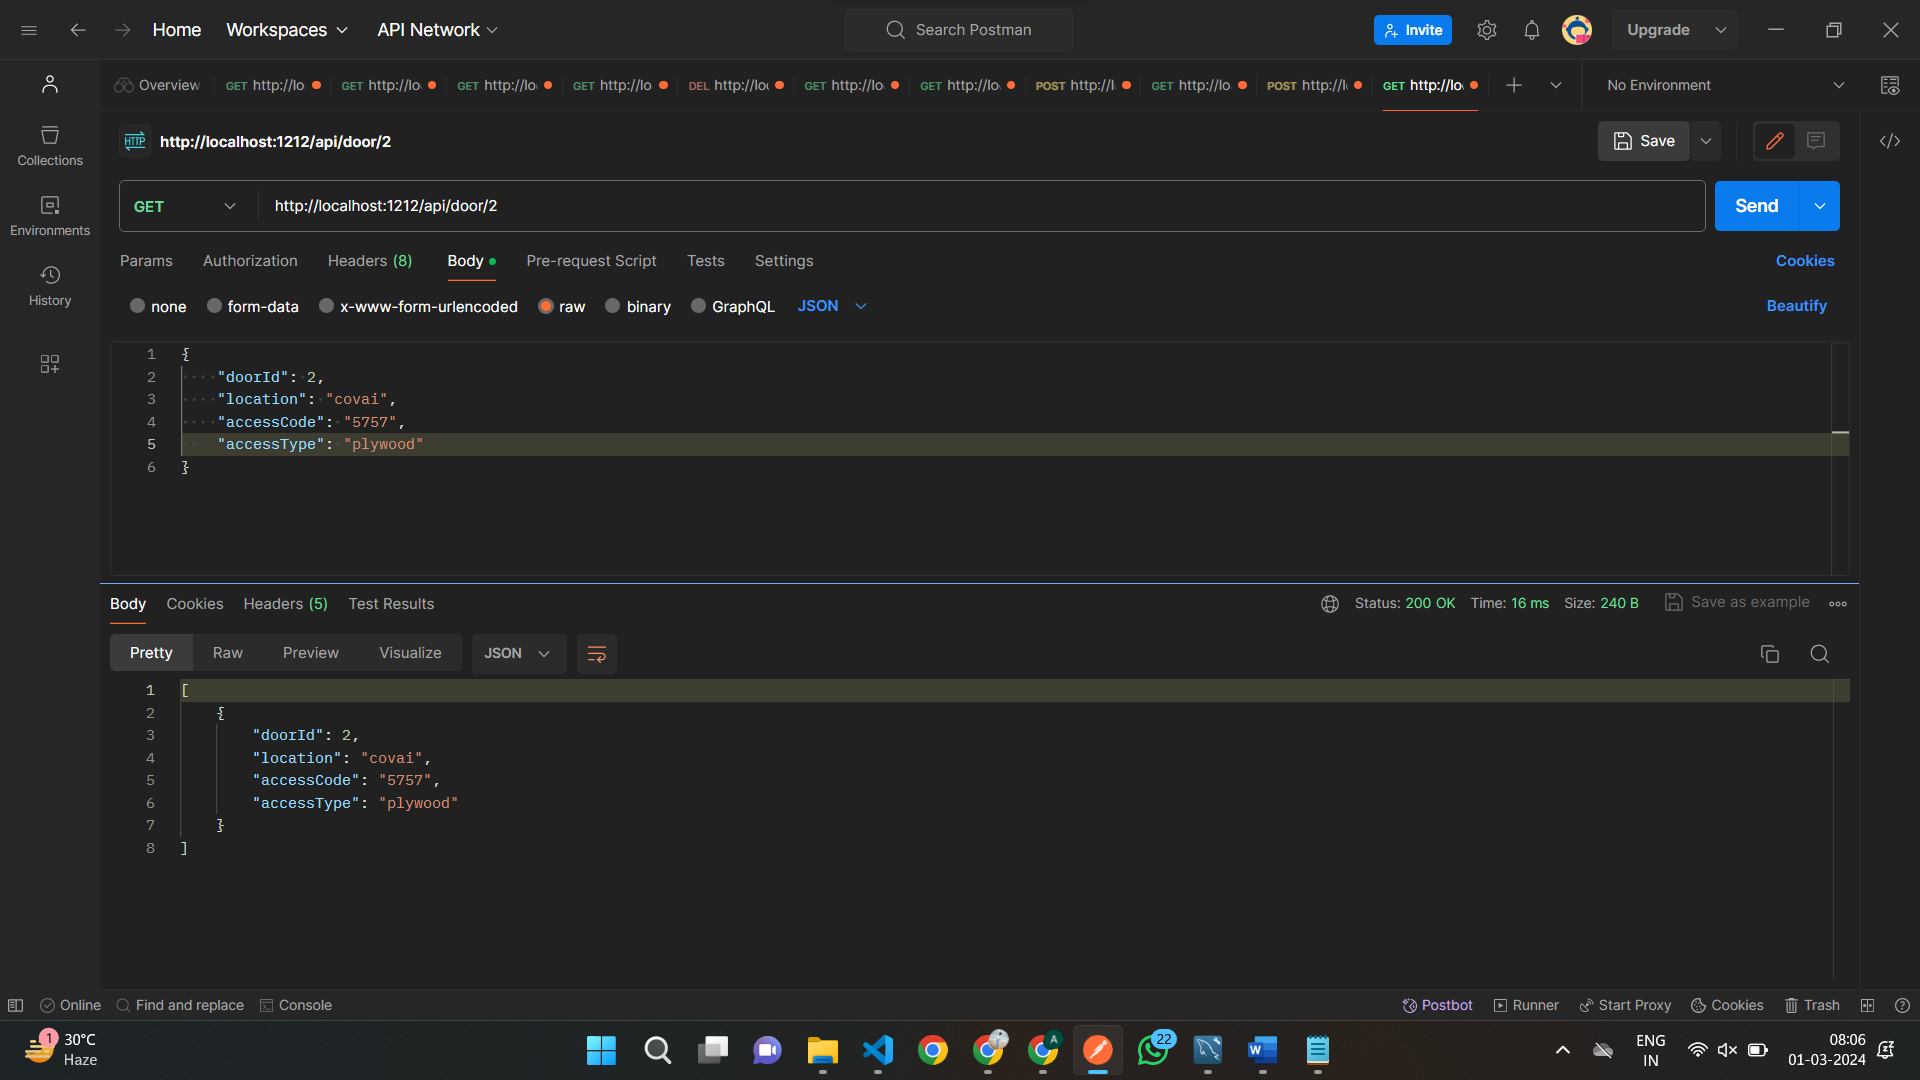 Home Workspaces API Network Search Postman Invite Upgrade
Overview GET http://lo GET http://lo GET http://lo GET http://lo DEL http://lo GET http://lo GET http://lo POST http://l GET http://lo POST http://l GET http://lo No Environment
HTTP http://localhost:1212/api/door/2 Save
GET http://localhost:1212/api/door/2 Send
Params Authorization Headers (8) Body Pre-request Script Tests Settings Cookies
none form-data x-www-form-urlencoded raw binary GraphQL JSON Beautify
Collections
Environments
History
1 {
2 "doorId": 2,
3 "location": "covai",
4 "accessCode": "5757",
5 "accessType": "plywood"
6 }
Body Cookies Headers (5) Test Results Status: 200 OK Time: 16 ms Size: 240 B Save as example
Pretty Raw Preview Visualize JSON
1 [
2 {
3 "doorId": 2,
4 "location": "covai",
5 "accessCode": "5757",
6 "accessType": "plywood"
7 }
8 ]
Online Find and replace Console Postbot Runner Start Proxy Cookies Trash
1 30°C
Haze
A
22
W
ENG
IN
08:06
01-03-2024